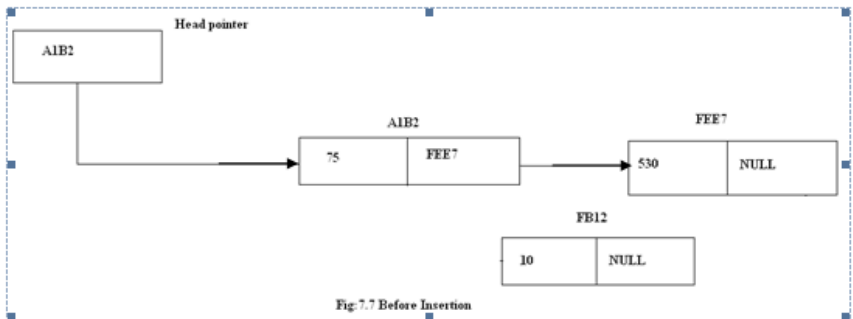 Head pointer
A1B2
A1B2
75 FEE7
FEE7
530 NULL
FB12
10 NULL
Fig:7.7 Before Insertion